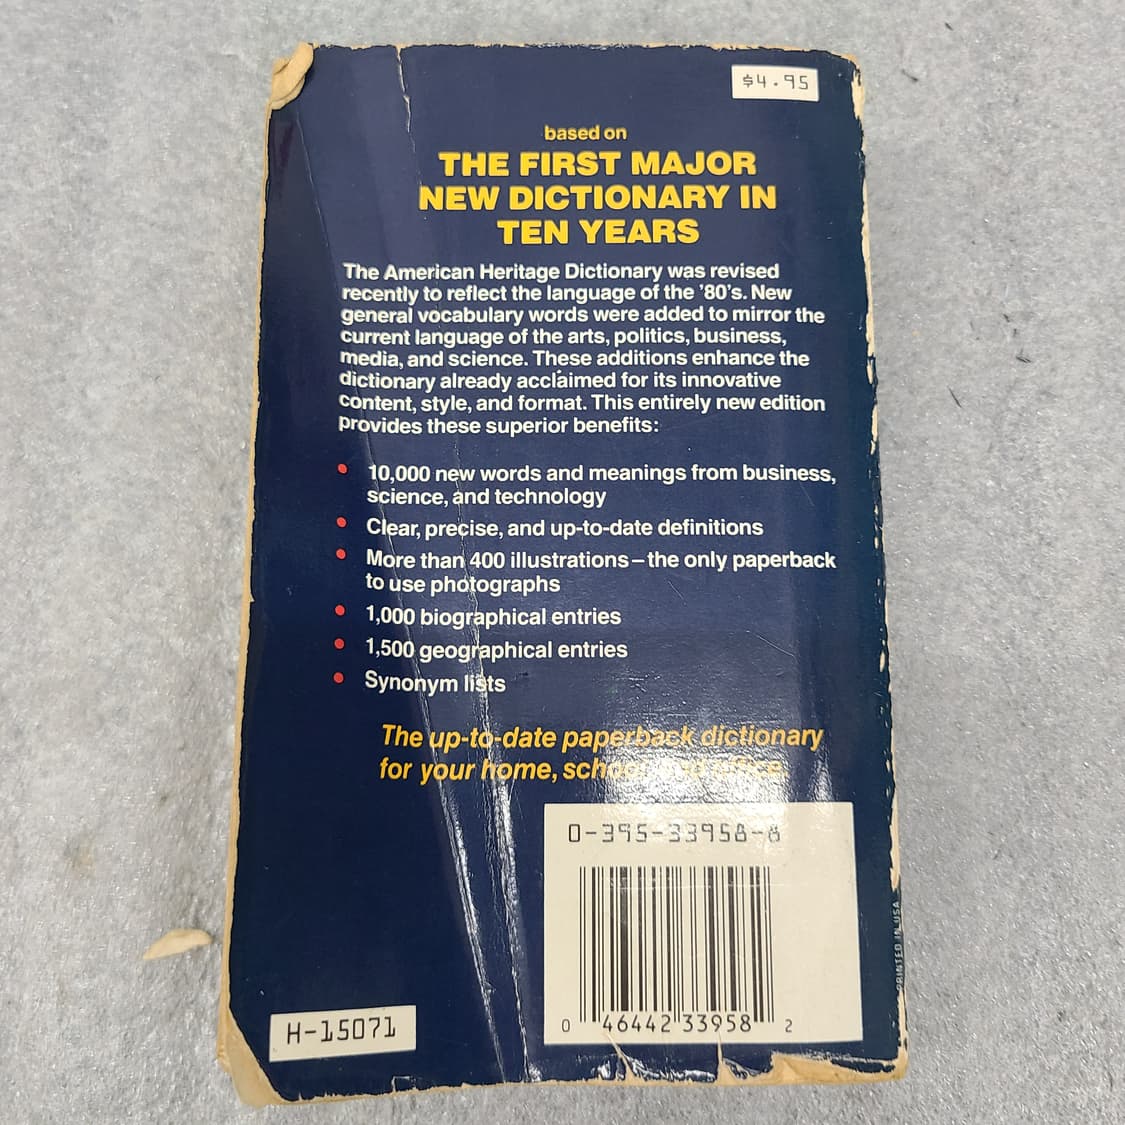 $4.95
based on
THE FIRST MAJOR
NEW DICTIONARY IN
TEN YEARS
The American Heritage Dictionary was revised
recently to reflect the language of the '80's. New
general vocabulary words were added to mirror the
current language of the arts, politics, business,
media, and science. These additions enhance the
dictionary already acclaimed for its innovative
content, style, and format. This entirely new edition
provides these superior benefits:
• 10,000 new words and meanings from business,
science, and technology
• Clear, precise, and up-to-date definitions
• More than 400 illustrations – the only paperback
to use photographs
• 1,000 biographical entries
• 1,500 geographical entries
• Synonym lists
The up-to-date paperback dictionary
for your home, school, and office.
0-395-33958-8
0 46442 33958 2
H-15071
PRINTED IN USA